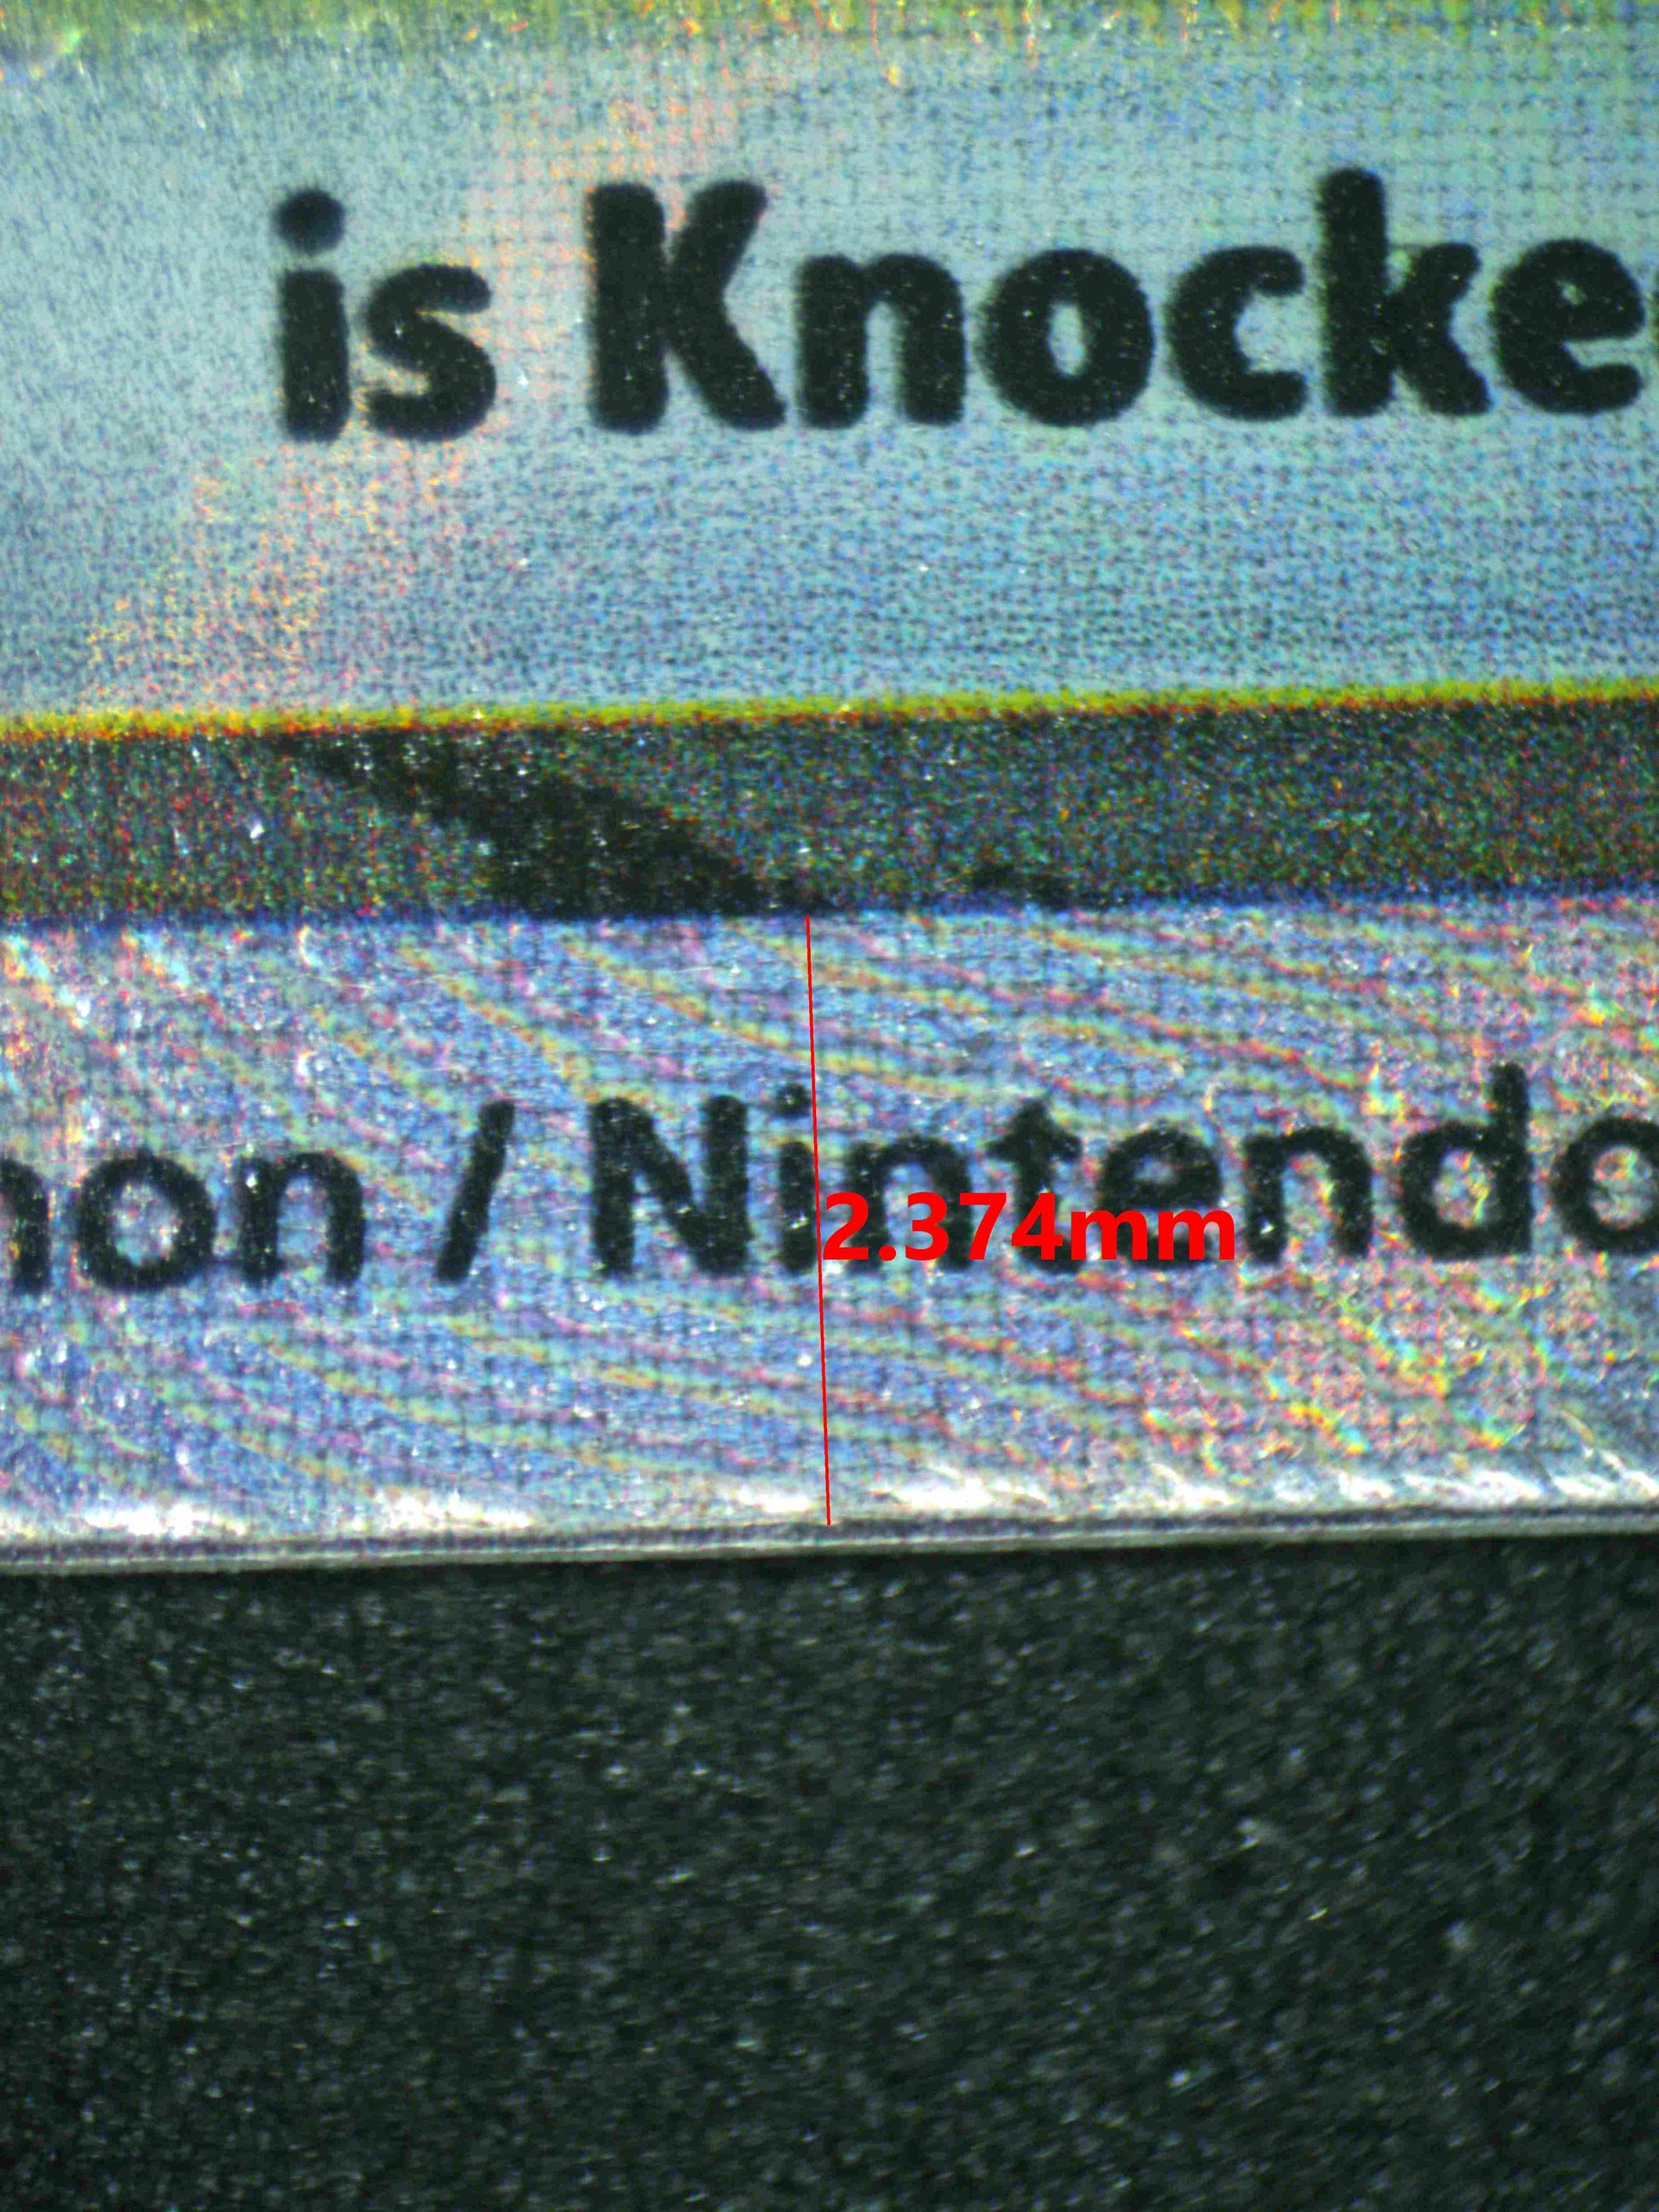 is Knocke
non / Nintendo
2.374mm